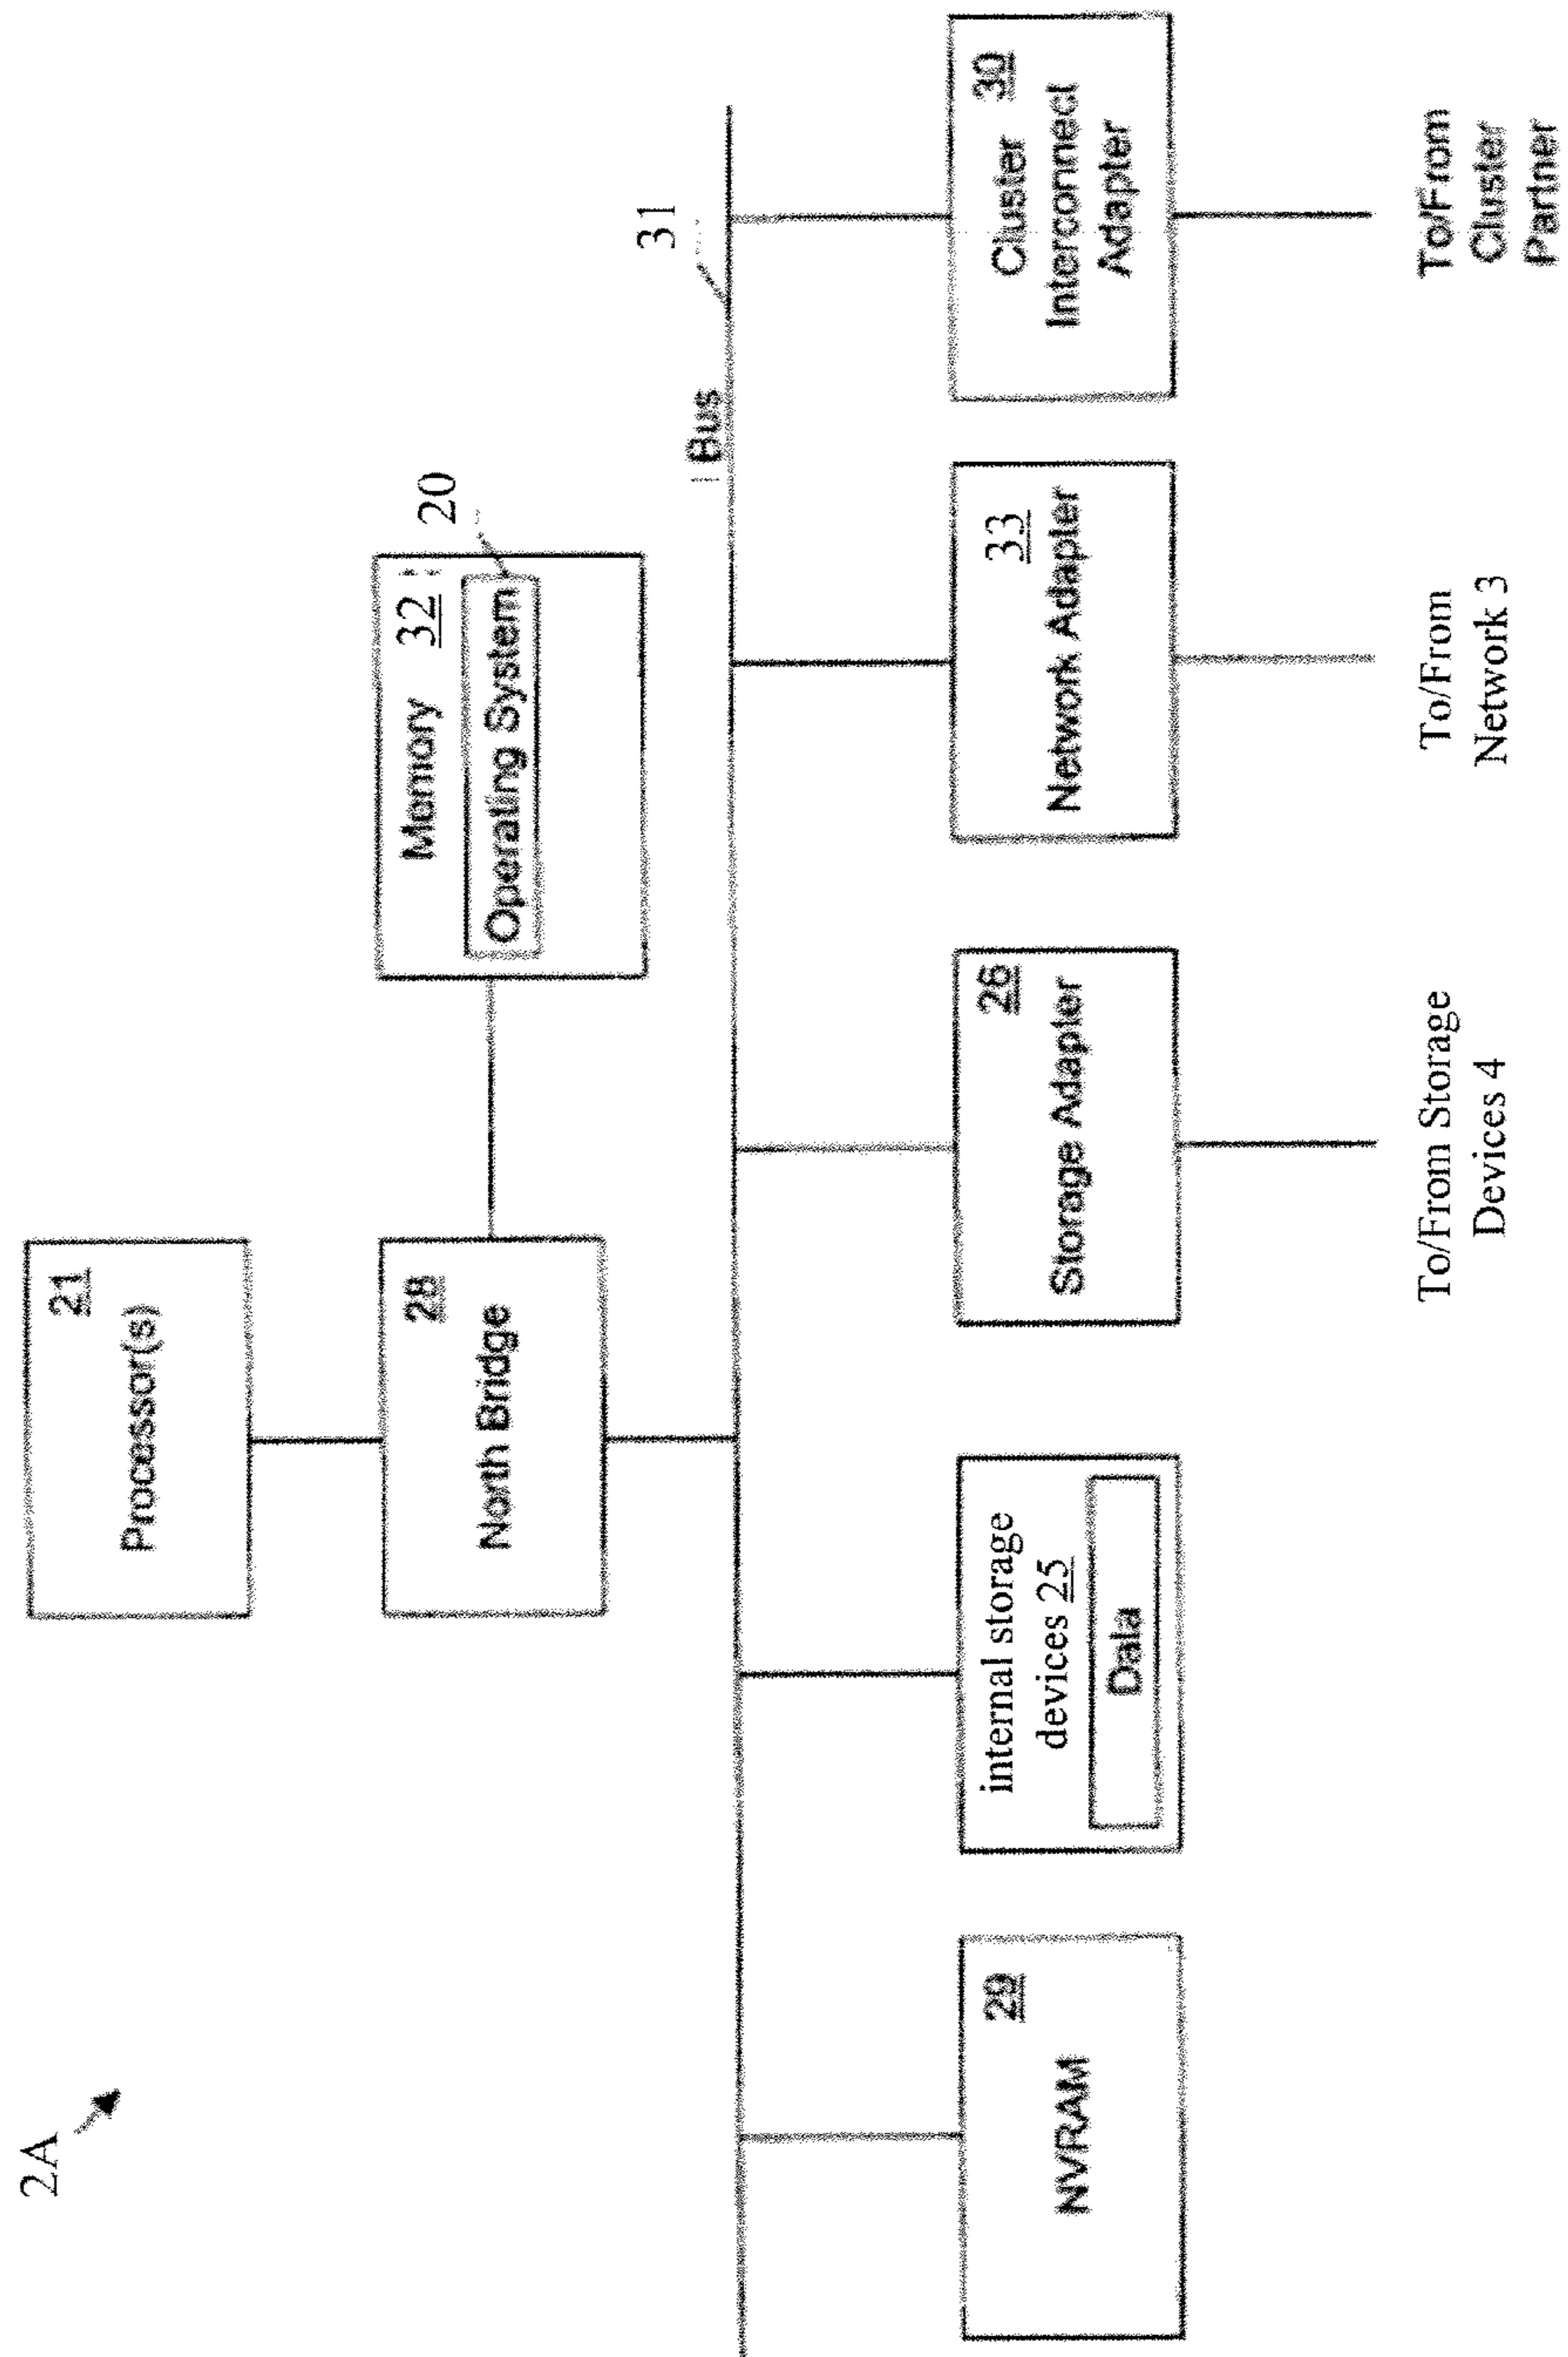 2A
21
Processor(s)
28
North Bridge
Memory 32
20
Operating System
Bus
31
29
NVRAM
internal storage
devices 25
Data
26
Storage Adapter
33
Network Adapter
Cluster 30
Interconnect
Adapter
To/From Storage
Devices 4
To/From
Network 3
To/From
Cluster
Partner